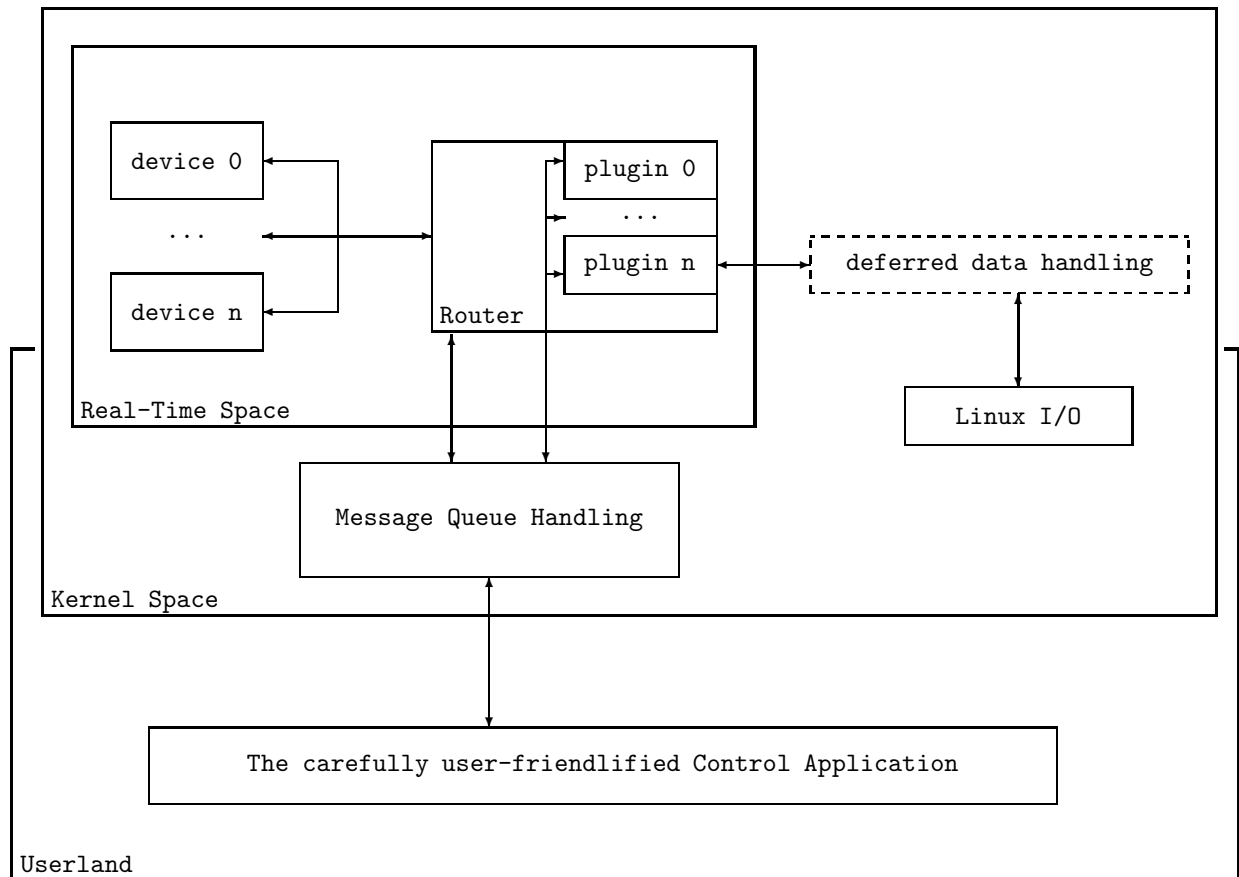 device 0
plugin 0
...
...
plugin n
deferred data handling
device n
Router
Real-Time Space
Linux I/O
Message Queue Handling
Kernel Space
The carefully user-friendlified Control Application
Userland